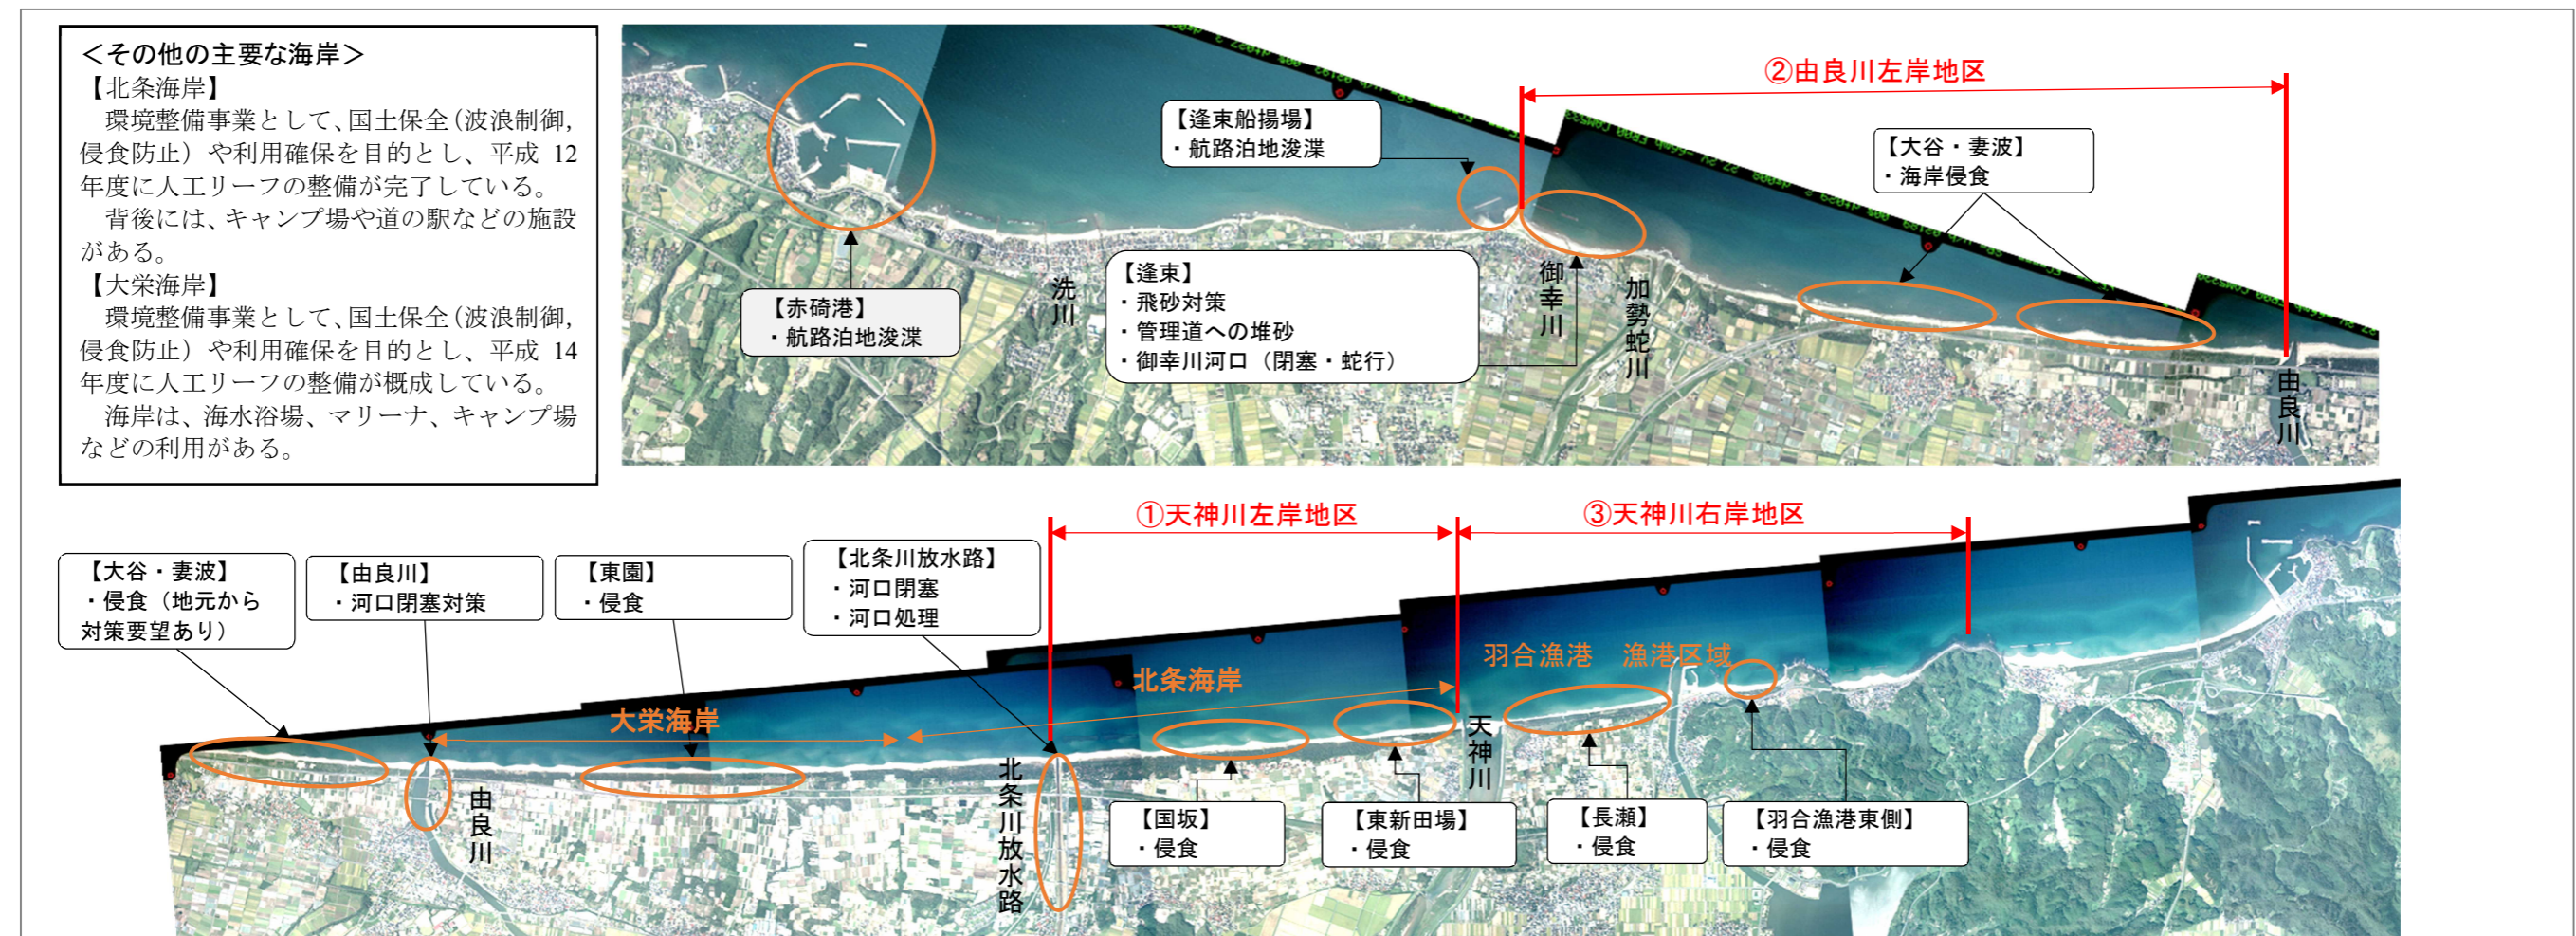 ＜その他の主要な海岸＞
【北条海岸】
　環境整備事業として、国土保全（波浪制御,
侵食防止）や利用確保を目的とし、平成 12
年度に人工リーフの整備が完了している。
　背後には、キャンプ場や道の駅などの施設
がある。
【大栄海岸】
　環境整備事業として、国土保全（波浪制御,
侵食防止）や利用確保を目的とし、平成 14
年度に人工リーフの整備が概成している。
　海岸は、海水浴場、マリーナ、キャンプ場
などの利用がある。
②由良川左岸地区
【逢束船揚場】
・航路泊地浚渫
【大谷・妻波】
・海岸侵食
【赤碕港】
・航路泊地浚渫
洗川
【逢束】
・飛砂対策
・管理道への堆砂
・御幸川河口（閉塞・蛇行）
御幸川
加勢蛇川
由良川
①天神川左岸地区
③天神川右岸地区
【大谷・妻波】
・侵食（地元から
対策要望あり）
【由良川】
・河口閉塞対策
【東園】
・侵食
【北条川放水路】
・河口閉塞
・河口処理
大栄海岸
北条海岸
羽合漁港　漁港区域
由良川
北条川放水路
天神川
【国坂】
・侵食
【東新田場】
・侵食
【長瀬】
・侵食
【羽合漁港東側】
・侵食